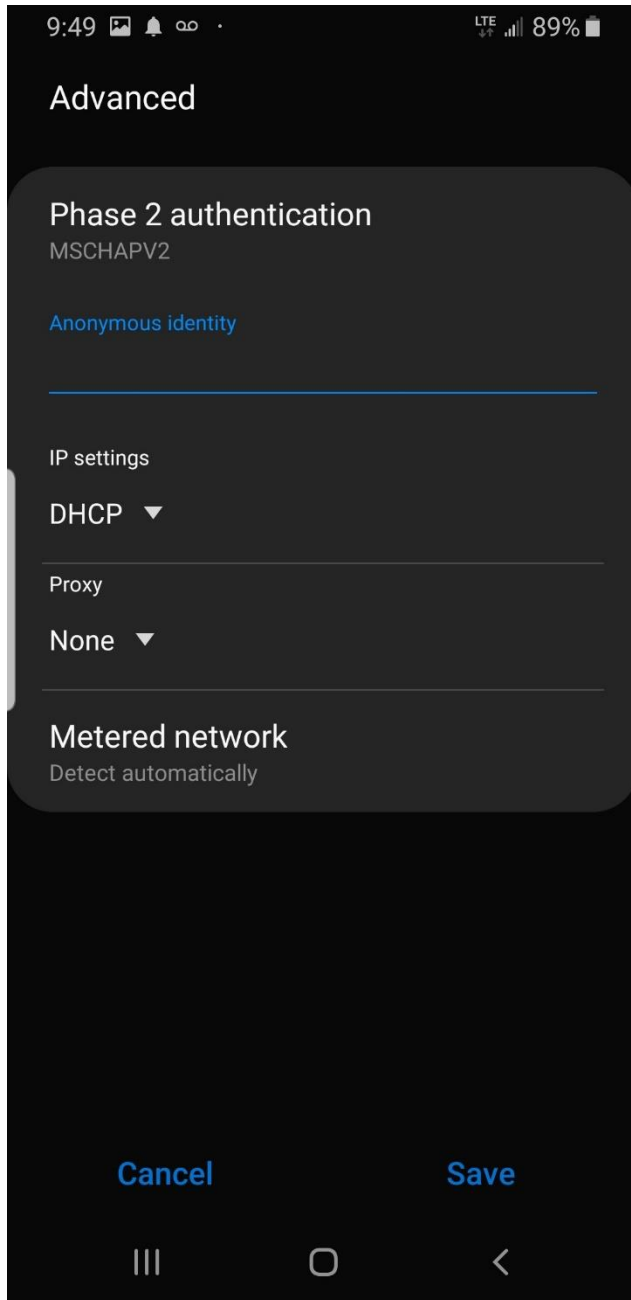 9:49 LTE 89%
Advanced
Phase 2 authentication
MSCHAPV2
Anonymous identity
IP settings
DHCP
Proxy
None
Metered network
Detect automatically
Cancel Save